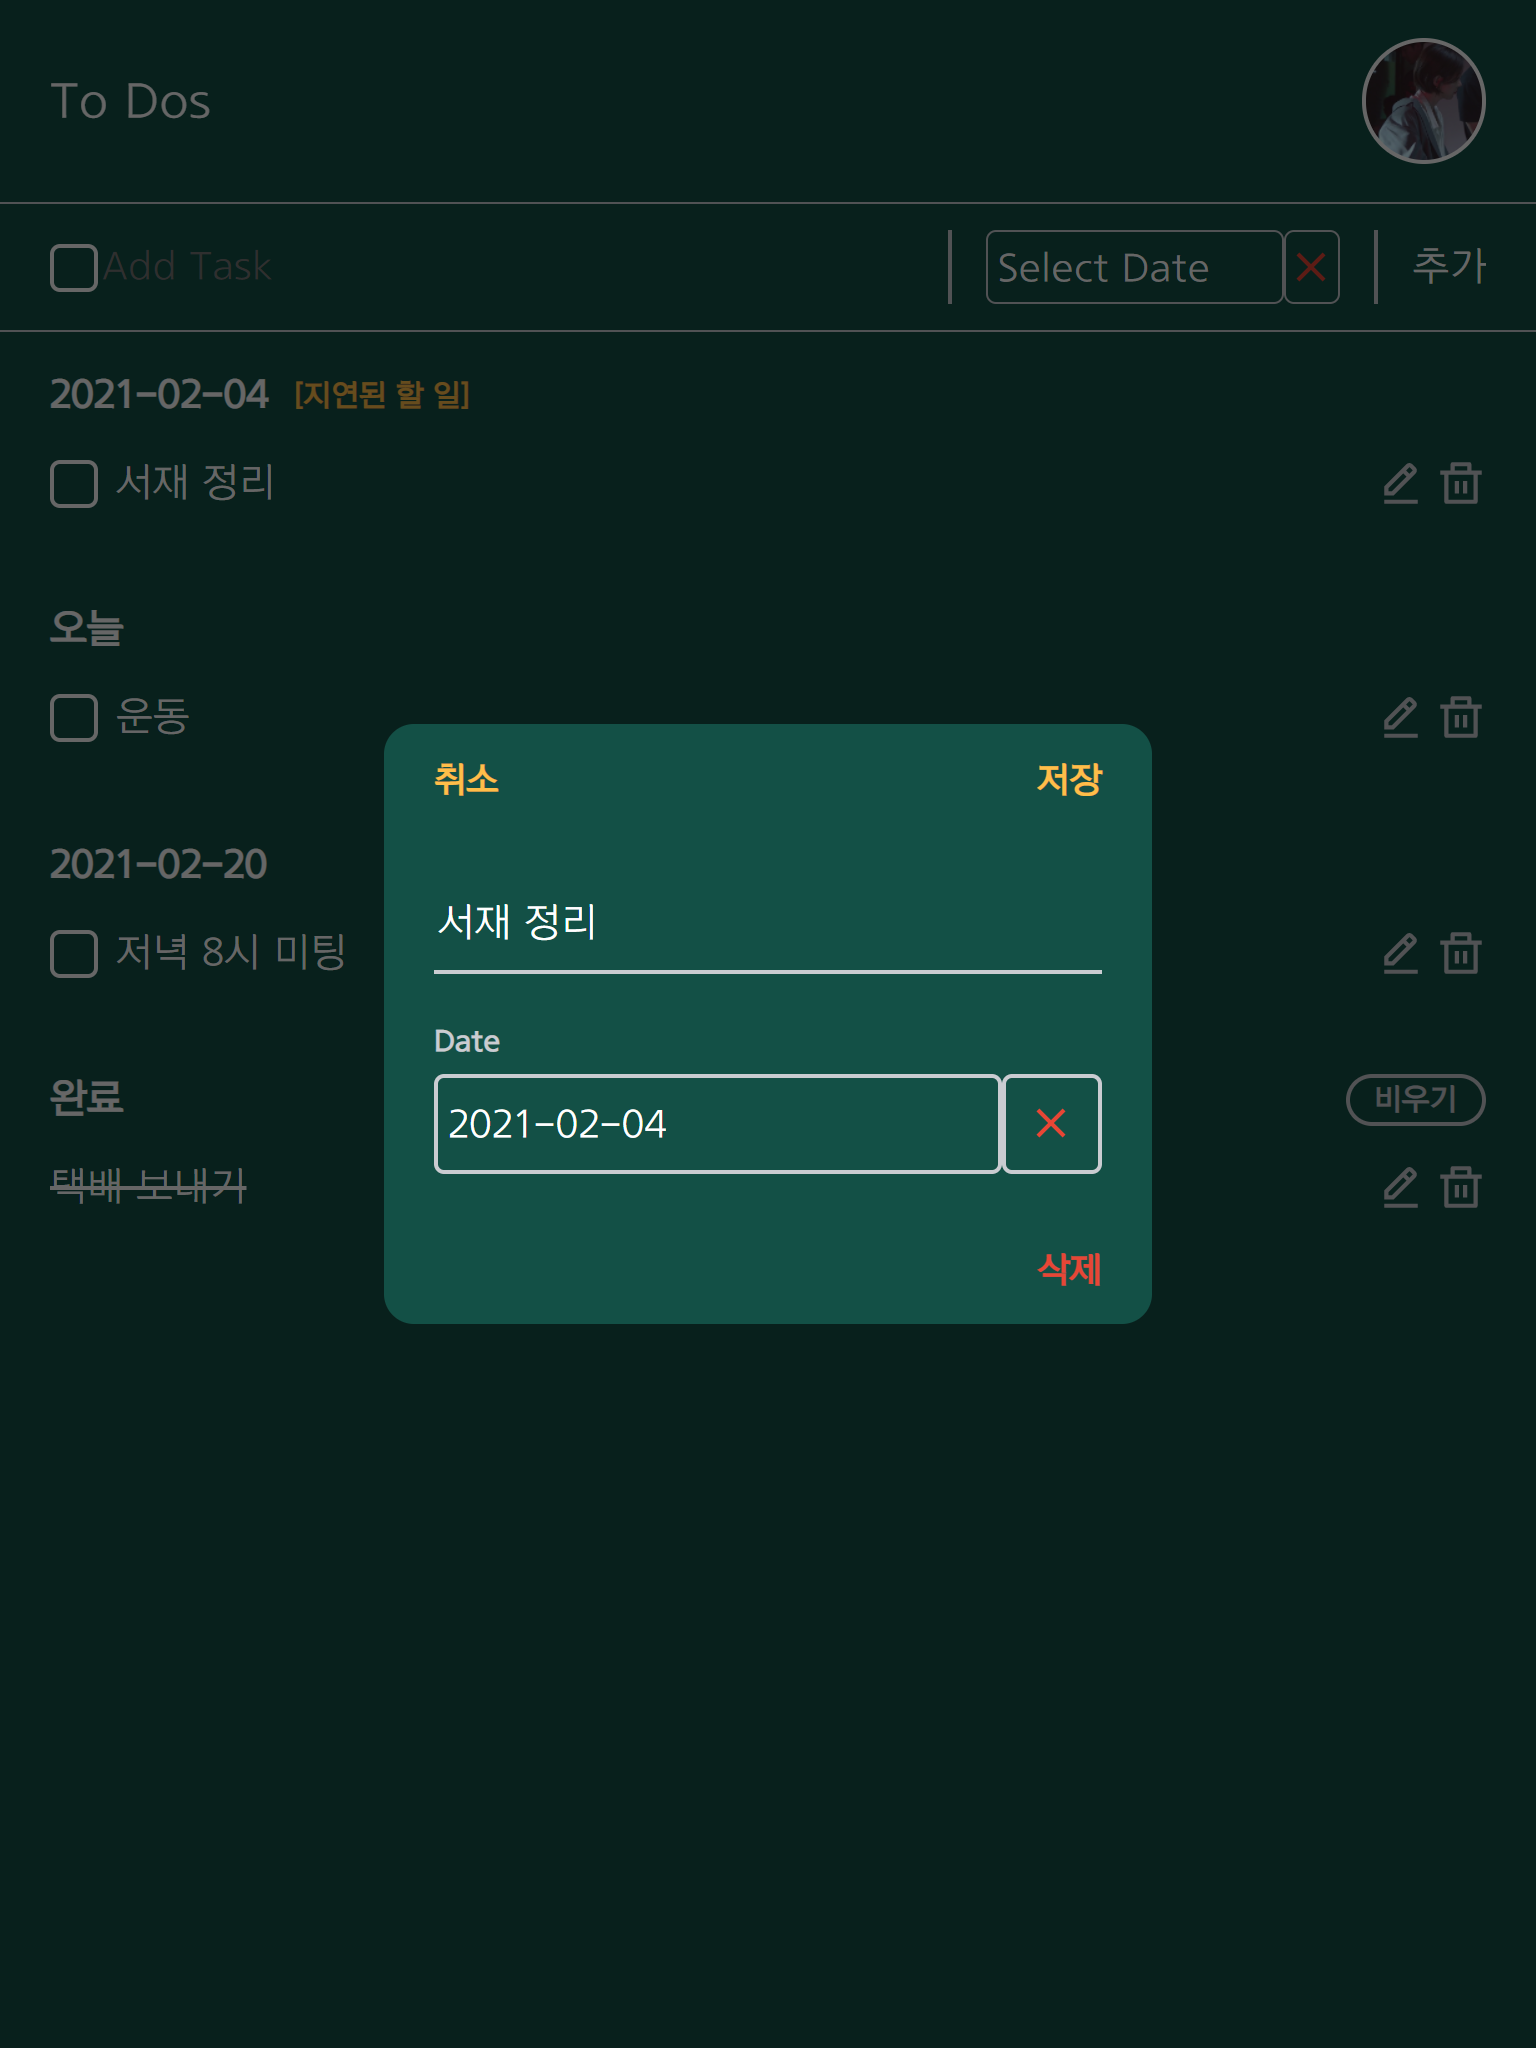 To Dos
Add Task
Select Date
추가
2021-02-04 [지연된 할 일]
서재 정리
오늘
운동
2021-02-20
저녁 8시 미팅
완료
비우기
택배 보내기
취소
저장
서재 정리
Date
2021-02-04
삭제